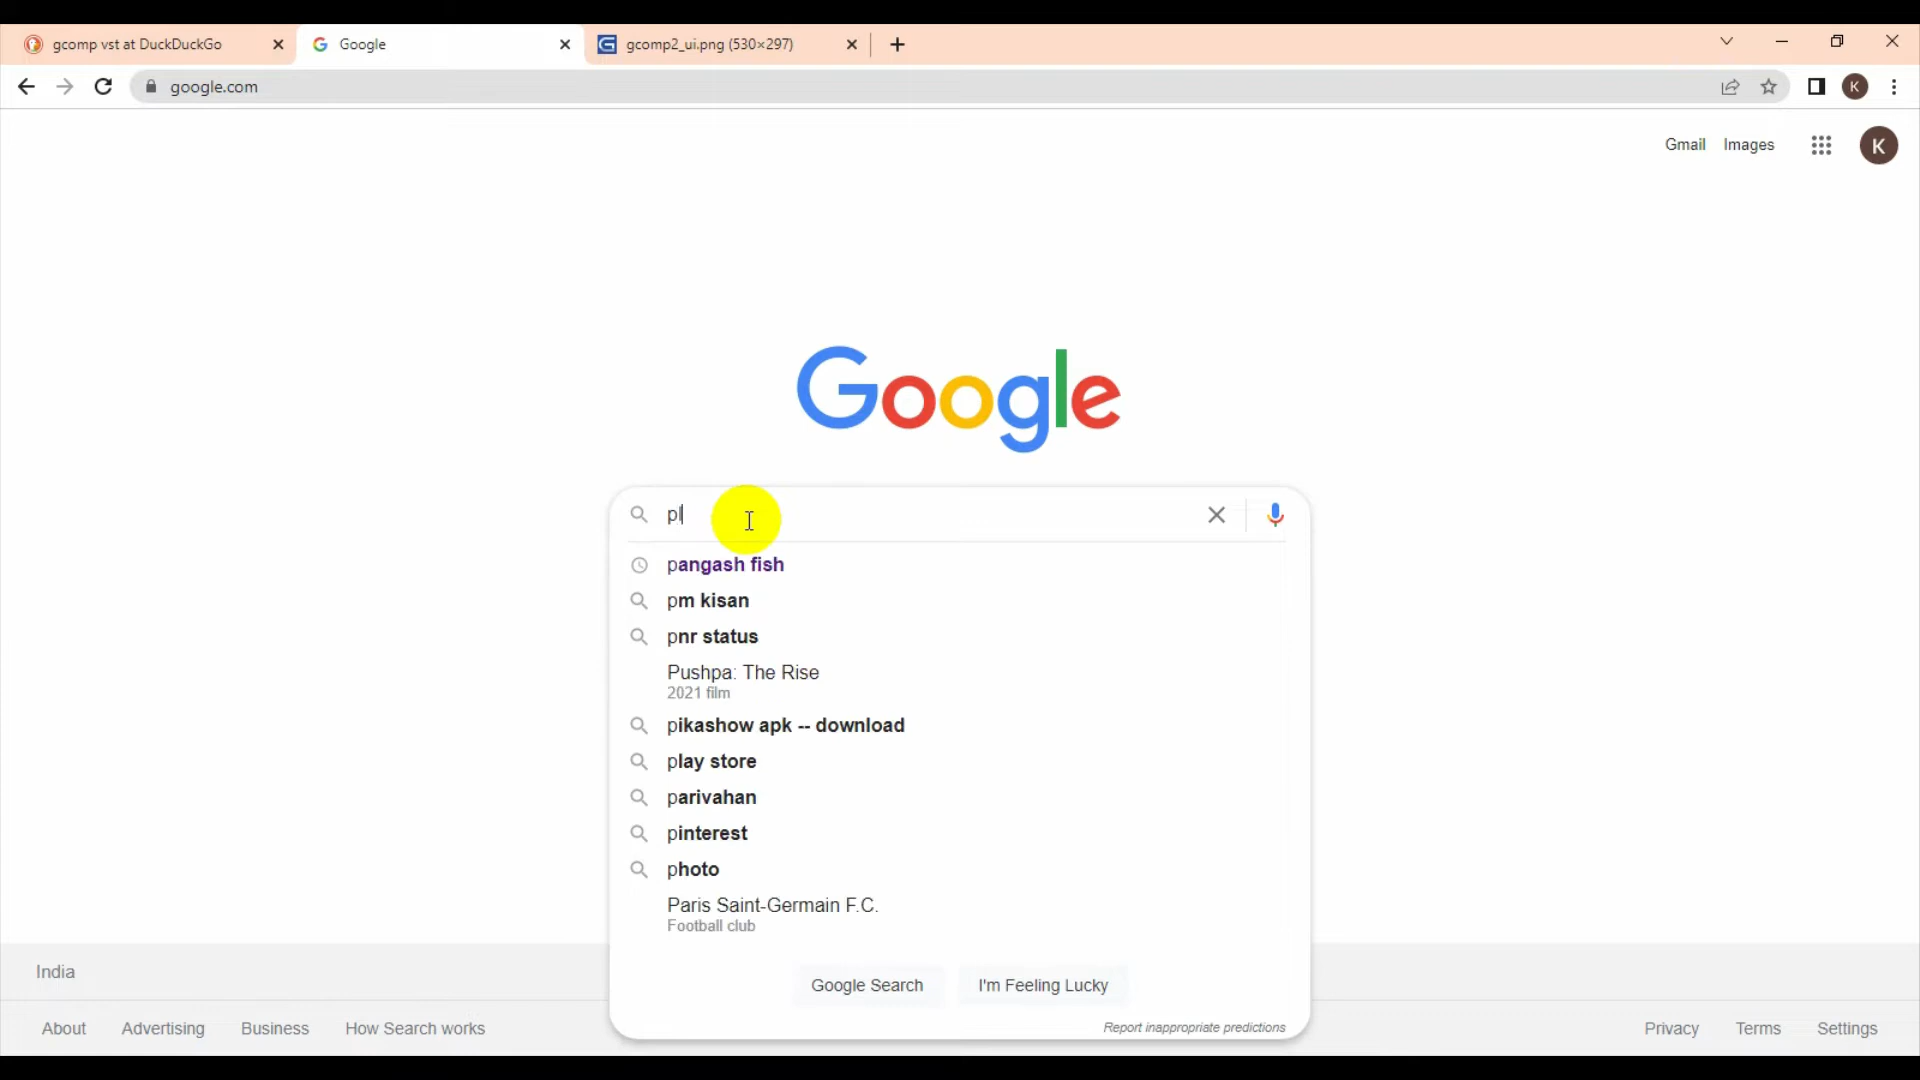 gcomp vst at DuckDuckGo
Google
gcomp2_ui.png (530×297)
google.com
K
Gmail
Images
K
Google
pl
pangash fish
pm kisan
pnr status
Pushpa: The Rise
2021 film
pikashow apk -- download
play store
parivahan
pinterest
photo
Paris Saint-Germain F.C.
Football club
Google Search
I'm Feeling Lucky
Report inappropriate predictions
India
About
Advertising
Business
How Search works
Privacy
Terms
Settings